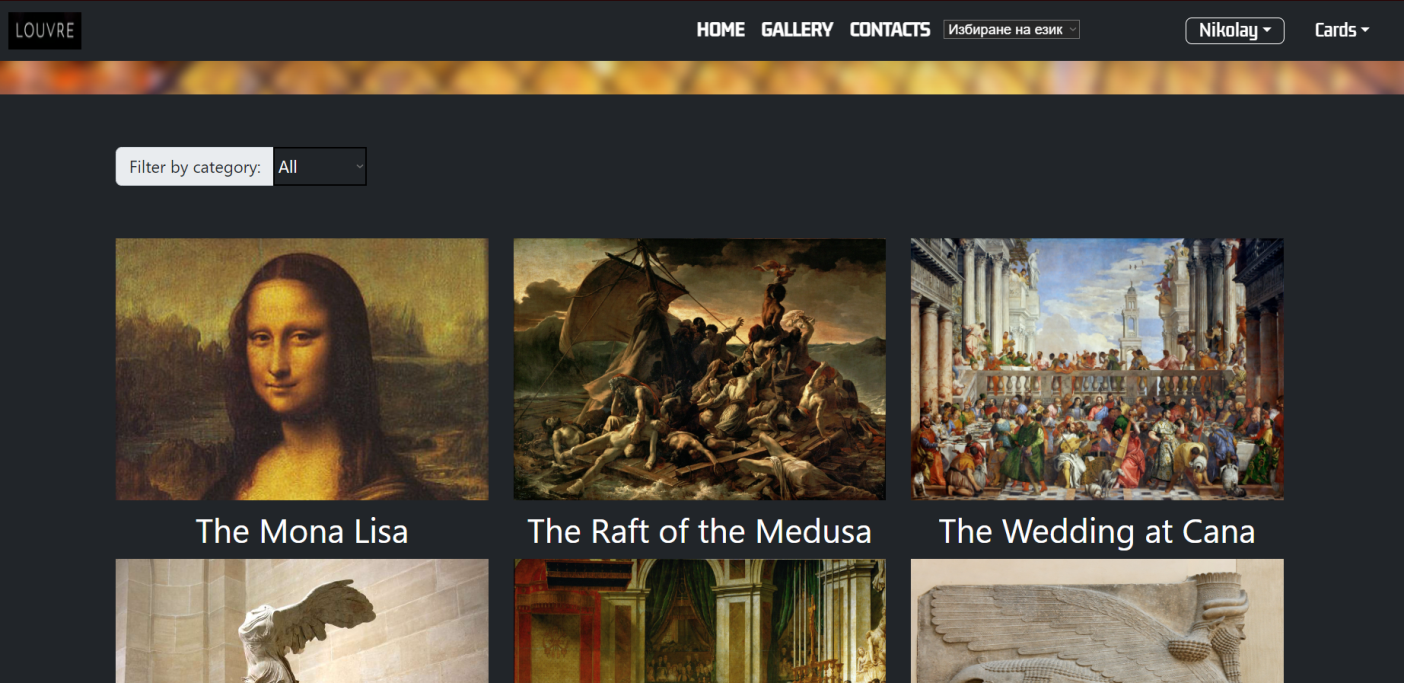 LOUVRE
HOME GALLERY CONTACTS Избиране на език Nikolay Cards
Filter by category: All
The Mona Lisa The Raft of the Medusa The Wedding at Cana